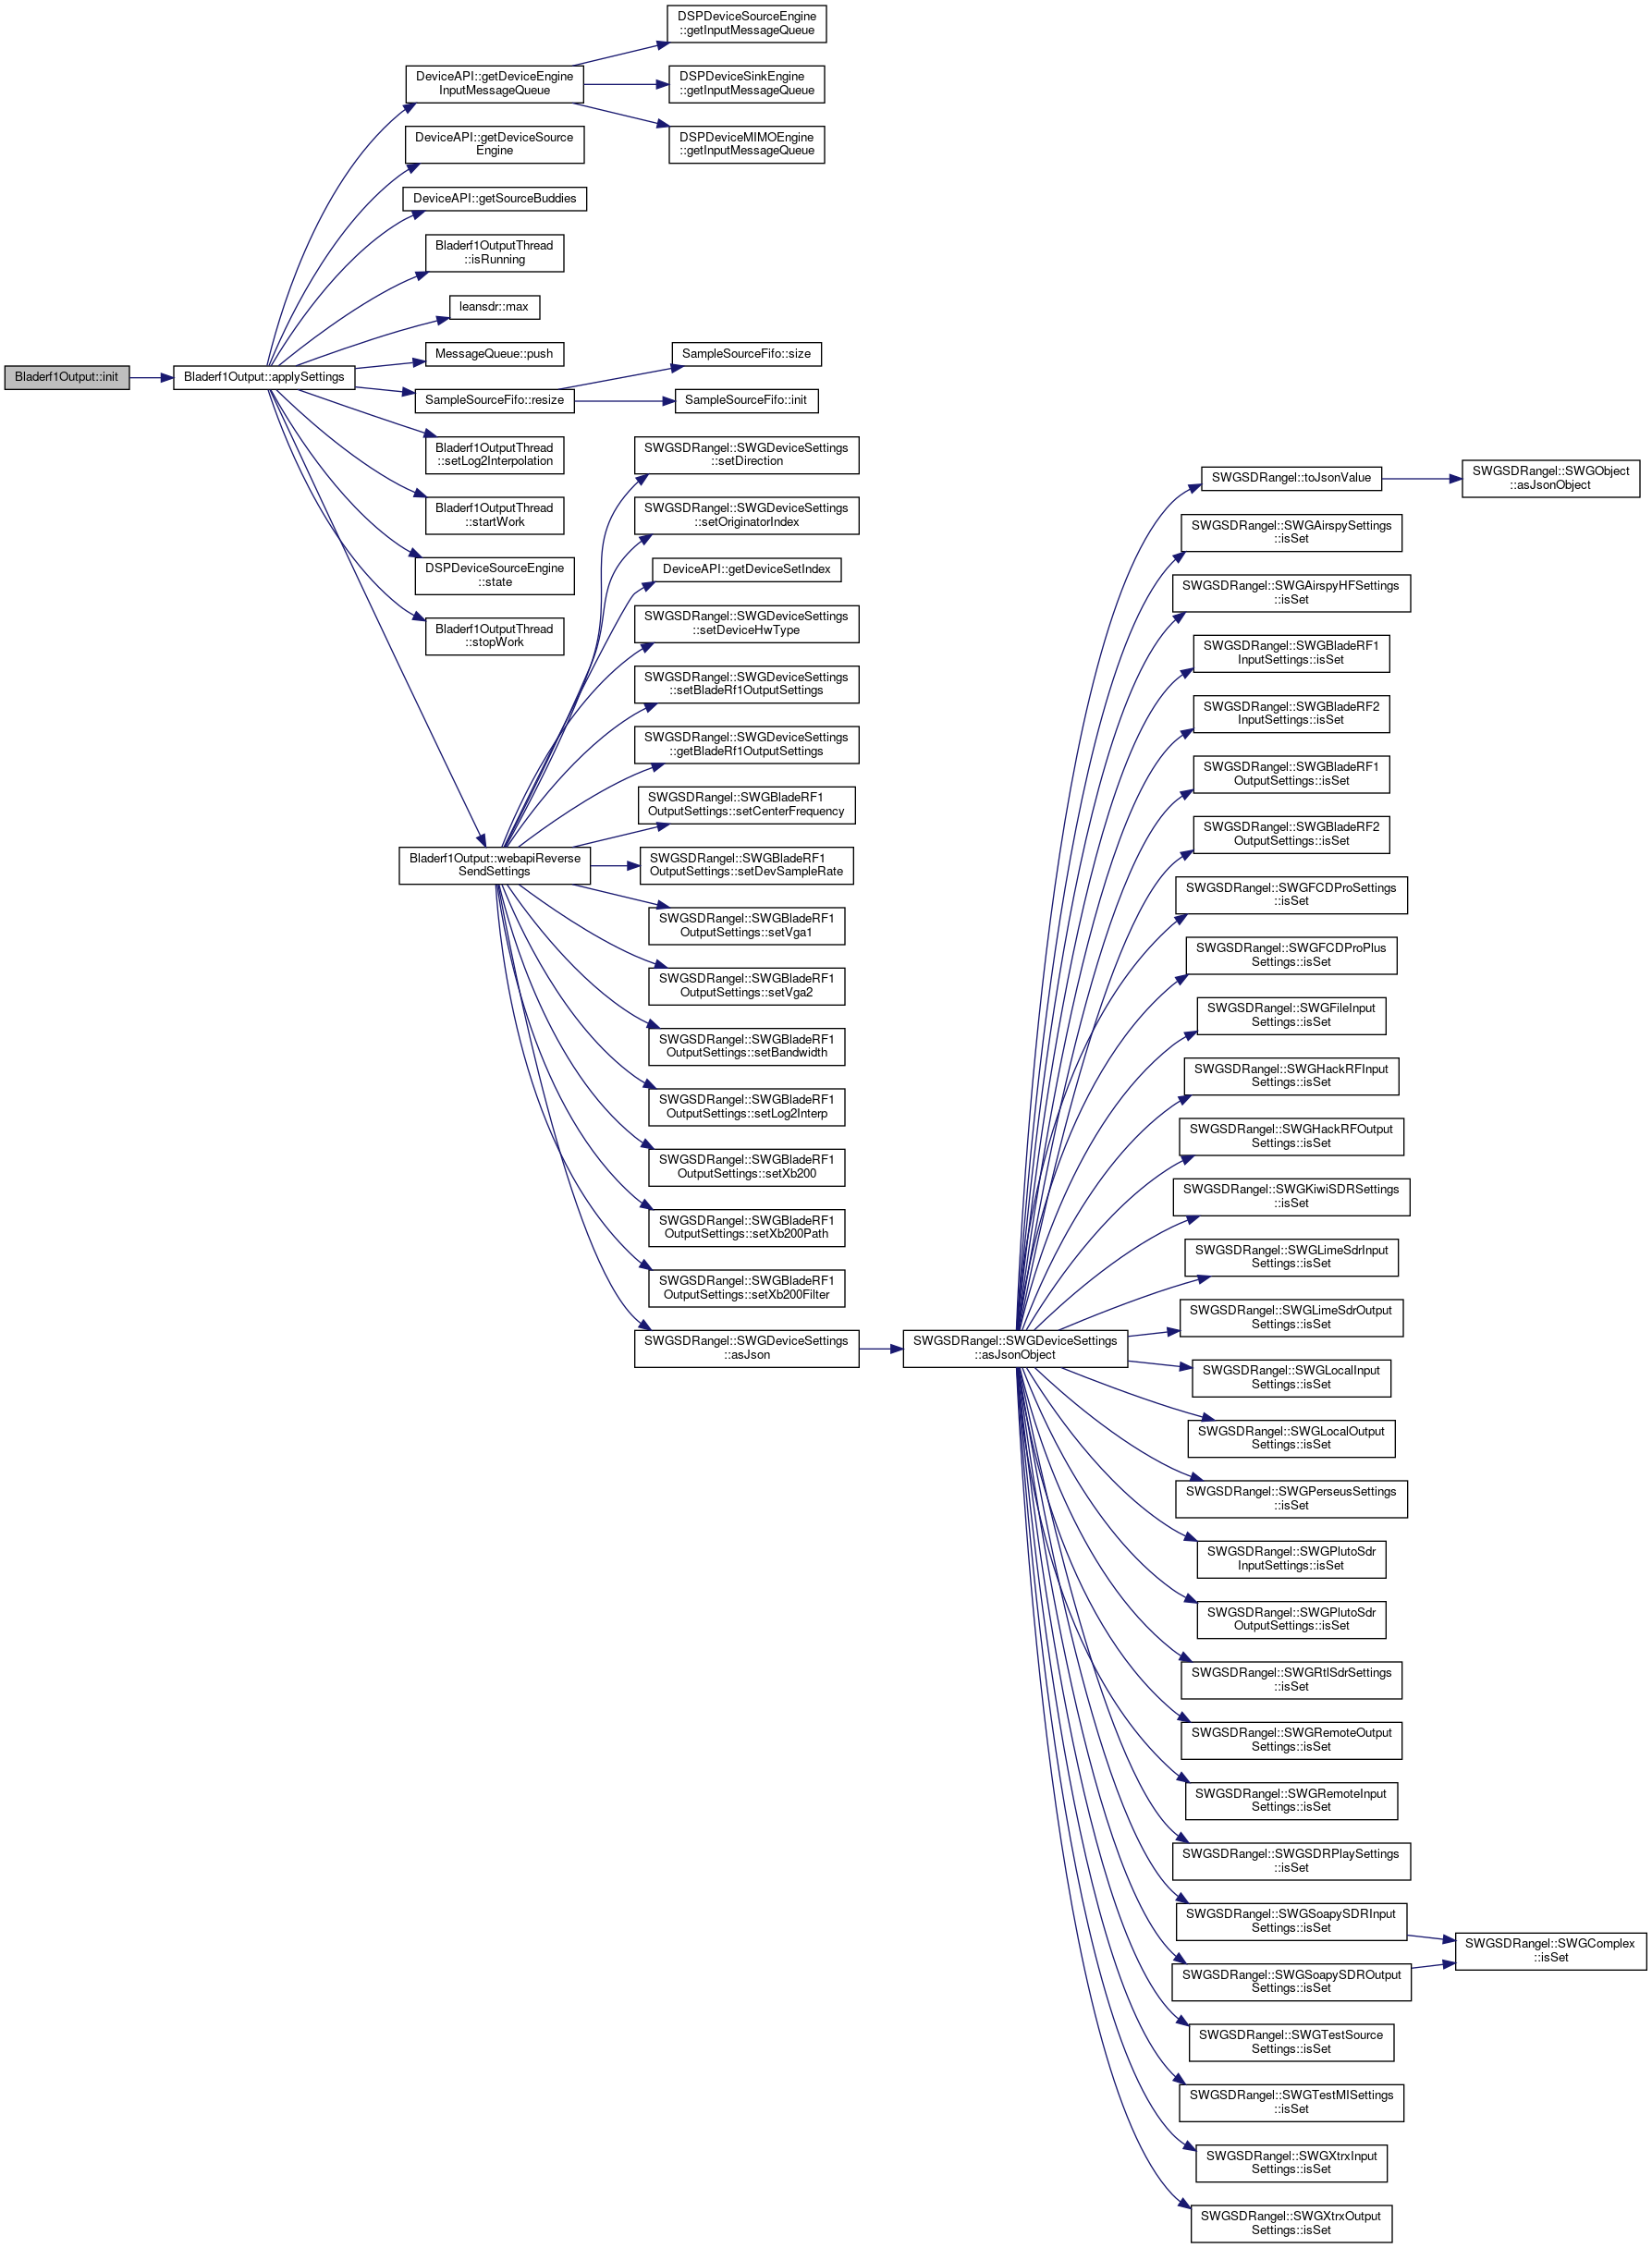 Bladerf1Output::init
Bladerf1Output::applySettings
DeviceAPI::getDeviceEngine
InputMessageQueue
DSPDeviceSourceEngine
::getInputMessageQueue
DSPDeviceSinkEngine
::getInputMessageQueue
DSPDeviceMIMOEngine
::getInputMessageQueue
DeviceAPI::getDeviceSource
Engine
DeviceAPI::getSourceBuddies
Bladerf1OutputThread
::isRunning
leansdr::max
MessageQueue::push
SampleSourceFifo::resize
SampleSourceFifo::size
SampleSourceFifo::init
Bladerf1OutputThread
::setLog2Interpolation
Bladerf1OutputThread
::startWork
DSPDeviceSourceEngine
::state
Bladerf1OutputThread
::stopWork
Bladerf1Output::webapiReverse
SendSettings
SWGSDRangel::SWGDeviceSettings
::setDirection
SWGSDRangel::SWGDeviceSettings
::setOriginatorIndex
DeviceAPI::getDeviceSetIndex
SWGSDRangel::SWGDeviceSettings
::setDeviceHwType
SWGSDRangel::SWGDeviceSettings
::setBladeRf1OutputSettings
SWGSDRangel::SWGDeviceSettings
::getBladeRf1OutputSettings
SWGSDRangel::SWGBladeRF1
OutputSettings::setCenterFrequency
SWGSDRangel::SWGBladeRF1
OutputSettings::setDevSampleRate
SWGSDRangel::SWGBladeRF1
OutputSettings::setVga1
SWGSDRangel::SWGBladeRF1
OutputSettings::setVga2
SWGSDRangel::SWGBladeRF1
OutputSettings::setBandwidth
SWGSDRangel::SWGBladeRF1
OutputSettings::setLog2Interp
SWGSDRangel::SWGBladeRF1
OutputSettings::setXb200
SWGSDRangel::SWGBladeRF1
OutputSettings::setXb200Path
SWGSDRangel::SWGBladeRF1
OutputSettings::setXb200Filter
SWGSDRangel::SWGDeviceSettings
::asJson
SWGSDRangel::SWGDeviceSettings
::asJsonObject
SWGSDRangel::toJsonValue
SWGSDRangel::SWGObject
::asJsonObject
SWGSDRangel::SWGAirspySettings
::isSet
SWGSDRangel::SWGAirspyHFSettings
::isSet
SWGSDRangel::SWGBladeRF1
InputSettings::isSet
SWGSDRangel::SWGBladeRF2
InputSettings::isSet
SWGSDRangel::SWGBladeRF1
OutputSettings::isSet
SWGSDRangel::SWGBladeRF2
OutputSettings::isSet
SWGSDRangel::SWGFCDProSettings
::isSet
SWGSDRangel::SWGFCDProPlus
Settings::isSet
SWGSDRangel::SWGFileInput
Settings::isSet
SWGSDRangel::SWGHackRFInput
Settings::isSet
SWGSDRangel::SWGHackRFOutput
Settings::isSet
SWGSDRangel::SWGKiwiSDRSettings
::isSet
SWGSDRangel::SWGLimeSdrInput
Settings::isSet
SWGSDRangel::SWGLimeSdrOutput
Settings::isSet
SWGSDRangel::SWGLocalInput
Settings::isSet
SWGSDRangel::SWGLocalOutput
Settings::isSet
SWGSDRangel::SWGPerseusSettings
::isSet
SWGSDRangel::SWGPlutoSdr
InputSettings::isSet
SWGSDRangel::SWGPlutoSdr
OutputSettings::isSet
SWGSDRangel::SWGRtlSdrSettings
::isSet
SWGSDRangel::SWGRemoteOutput
Settings::isSet
SWGSDRangel::SWGRemoteInput
Settings::isSet
SWGSDRangel::SWGSDRPlaySettings
::isSet
SWGSDRangel::SWGSoapySDRInput
Settings::isSet
SWGSDRangel::SWGComplex
::isSet
SWGSDRangel::SWGSoapySDROutput
Settings::isSet
SWGSDRangel::SWGTestSource
Settings::isSet
SWGSDRangel::SWGTestMISettings
::isSet
SWGSDRangel::SWGXtrxInput
Settings::isSet
SWGSDRangel::SWGXtrxOutput
Settings::isSet